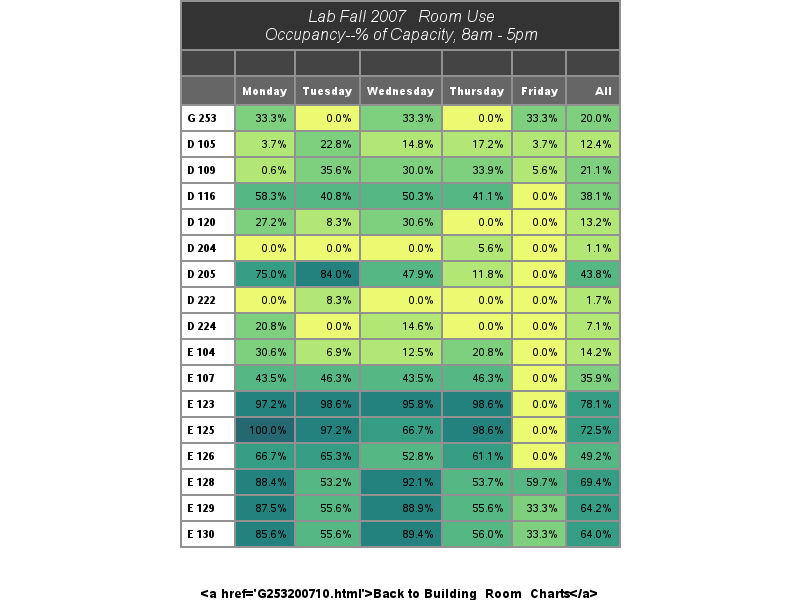 Lab Fall 2007 Room Use
Occupancy--% of Capacity, 8am - 5pm
Monday Tuesday Wednesday Thursday Friday All
G 253 33.3% 0.0% 33.3% 0.0% 33.3% 20.0%
D 105 3.7% 22.8% 14.8% 17.2% 3.7% 12.4%
D 109 0.6% 35.6% 30.0% 33.9% 5.6% 21.1%
D 116 58.3% 40.8% 50.3% 41.1% 0.0% 38.1%
D 120 27.2% 8.3% 30.6% 0.0% 0.0% 13.2%
D 204 0.0% 0.0% 0.0% 5.6% 0.0% 1.1%
D 205 75.0% 84.0% 47.9% 11.8% 0.0% 43.8%
D 222 0.0% 8.3% 0.0% 0.0% 0.0% 1.7%
D 224 20.8% 0.0% 14.6% 0.0% 0.0% 7.1%
E 104 30.6% 6.9% 12.5% 20.8% 0.0% 14.2%
E 107 43.5% 46.3% 43.5% 46.3% 0.0% 35.9%
E 123 97.2% 98.6% 95.8% 98.6% 0.0% 78.1%
E 125 100.0% 97.2% 66.7% 98.6% 0.0% 72.5%
E 126 66.7% 65.3% 52.8% 61.1% 0.0% 49.2%
E 128 88.4% 53.2% 92.1% 53.7% 59.7% 69.4%
E 129 87.5% 55.6% 88.9% 55.6% 33.3% 64.2%
E 130 85.6% 55.6% 89.4% 56.0% 33.3% 64.0%
<a href='G253200710.html'>Back to Building Room Charts</a>